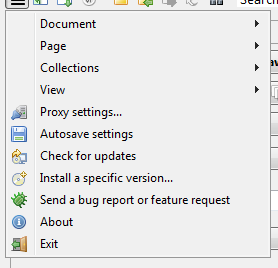 Search
Document
Page
Collections
View
Proxy settings...
Autosave settings
Check for updates
Install a specific version...
Send a bug report or feature request
About
Exit